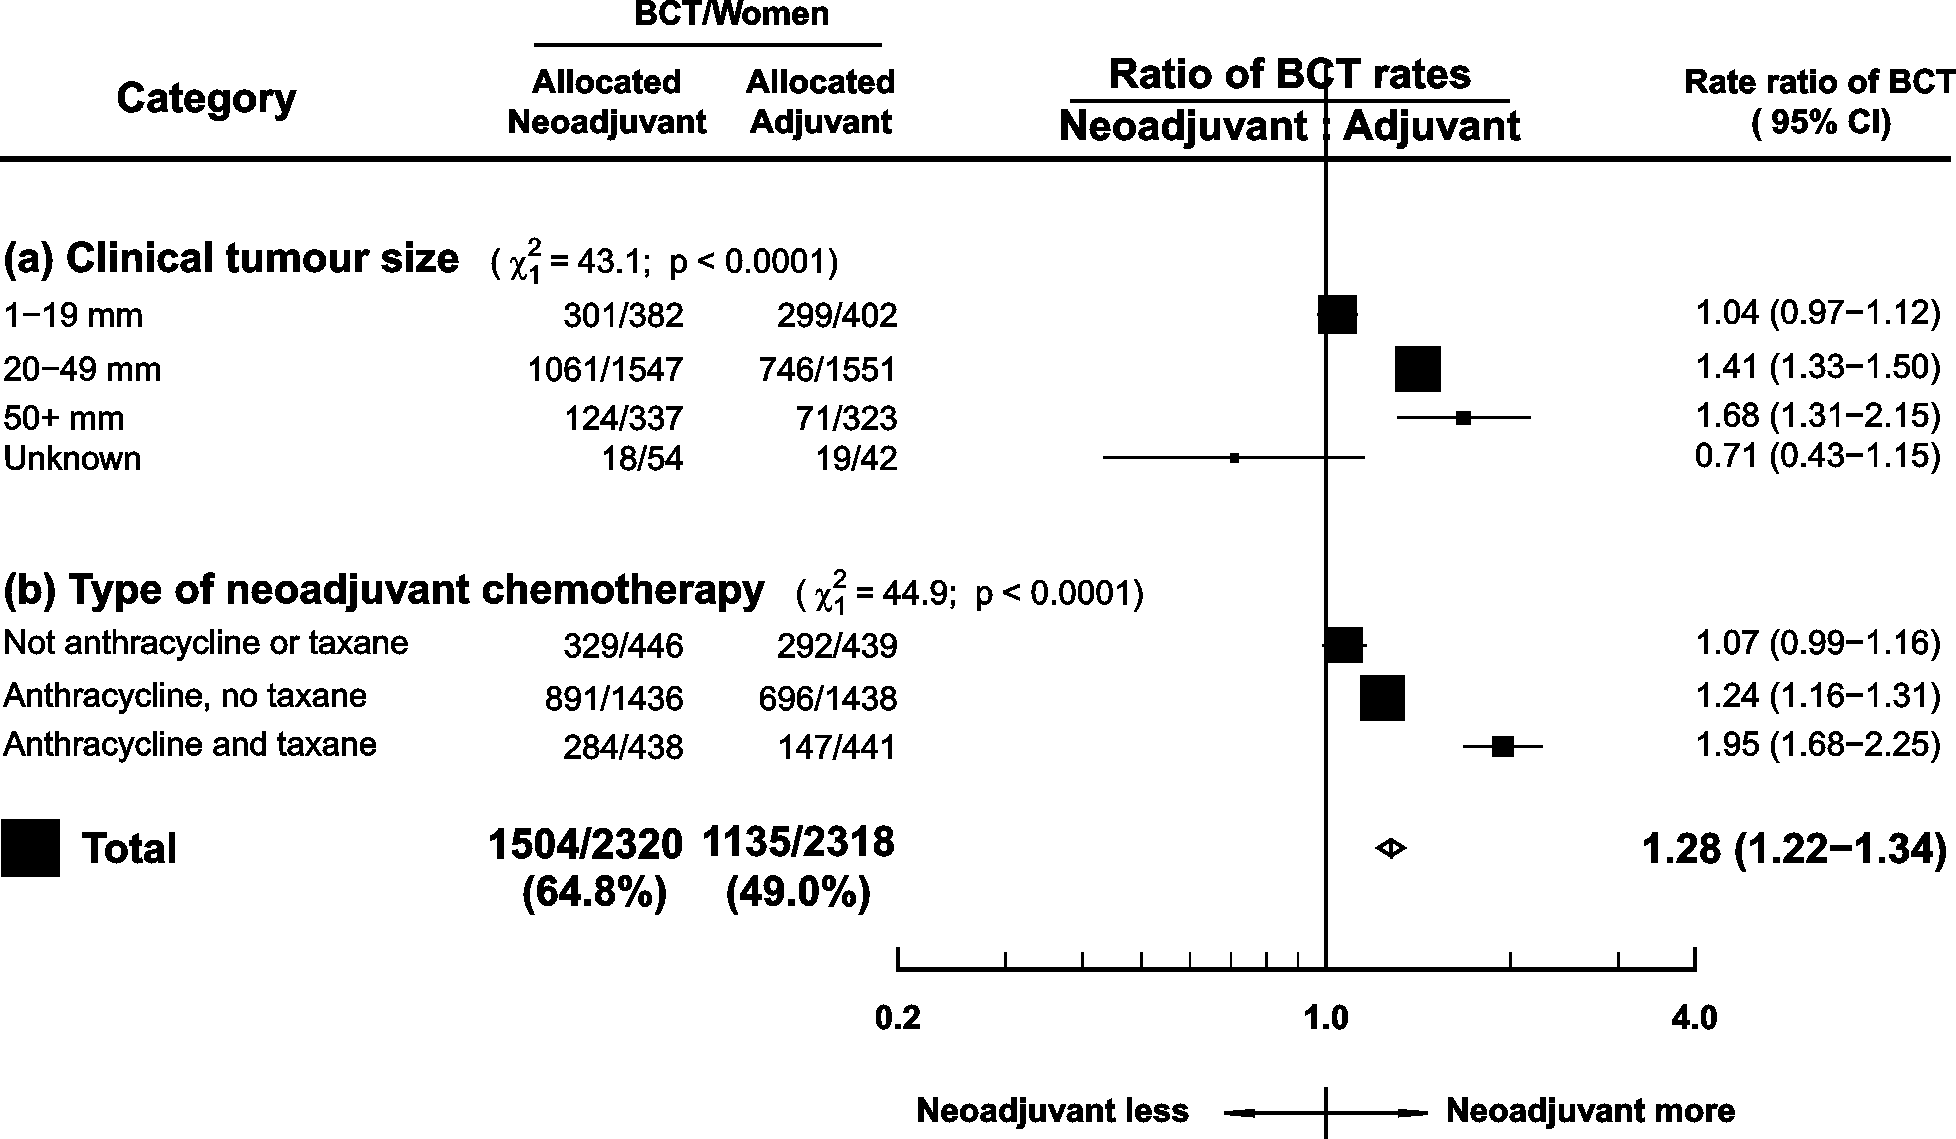 BCT/Women
Category
Allocated Neoadjuvant
Allocated Adjuvant
Ratio of BCT rates
Neoadjuvant : Adjuvant
Rate ratio of BCT
( 95% CI)
(a) Clinical tumour size ( χ²₁ = 43.1; p < 0.0001)
1−19 mm 301/382 299/402 1.04 (0.97−1.12)
20−49 mm 1061/1547 746/1551 1.41 (1.33−1.50)
50+ mm 124/337 71/323 1.68 (1.31−2.15)
Unknown 18/54 19/42 0.71 (0.43−1.15)
(b) Type of neoadjuvant chemotherapy ( χ²₁ = 44.9; p < 0.0001)
Not anthracycline or taxane 329/446 292/439 1.07 (0.99−1.16)
Anthracycline, no taxane 891/1436 696/1438 1.24 (1.16−1.31)
Anthracycline and taxane 284/438 147/441 1.95 (1.68−2.25)
Total 1504/2320 1135/2318 1.28 (1.22−1.34)
(64.8%) (49.0%)
0.2 1.0 4.0
Neoadjuvant less Neoadjuvant more